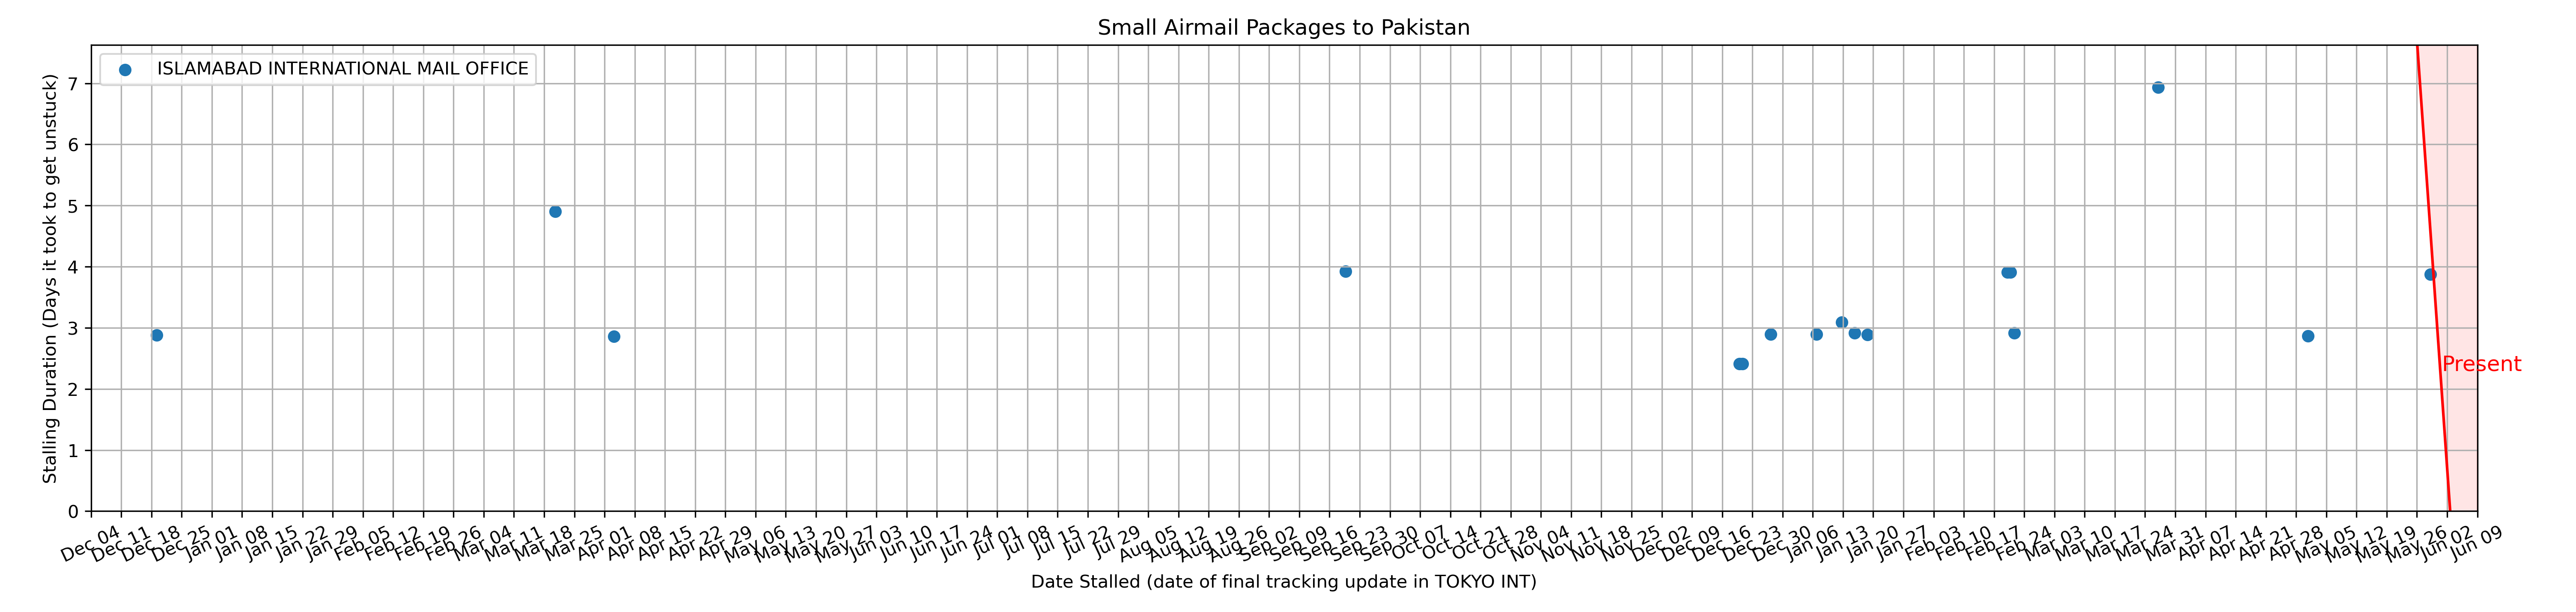 Small Airmail Packages to Pakistan
ISLAMABAD INTERNATIONAL MAIL OFFICE
Stalling Duration (Days it took to get unstuck)
7
6
5
4
3
2
1
0
Present
Dec 04
Dec 11
Dec 18
Dec 25
Jan 01
Jan 08
Jan 15
Jan 22
Jan 29
Feb 05
Feb 12
Feb 19
Feb 26
Mar 04
Mar 11
Mar 18
Mar 25
Apr 01
Apr 08
Apr 15
Apr 22
Apr 29
May 06
May 13
May 20
May 27
Jun 03
Jun 10
Jun 17
Jun 24
Jul 01
Jul 08
Jul 15
Jul 22
Jul 29
Aug 05
Aug 12
Aug 19
Aug 26
Sep 02
Sep 09
Sep 16
Sep 23
Sep 30
Oct 07
Oct 14
Oct 21
Oct 28
Nov 04
Nov 11
Nov 18
Nov 25
Dec 02
Dec 09
Dec 16
Dec 23
Dec 30
Jan 06
Jan 13
Jan 20
Jan 27
Feb 03
Feb 10
Feb 17
Feb 24
Mar 03
Mar 10
Mar 17
Mar 24
Mar 31
Apr 07
Apr 14
Apr 21
Apr 28
May 05
May 12
May 19
May 26
Jun 02
Jun 09
Date Stalled (date of final tracking update in TOKYO INT)